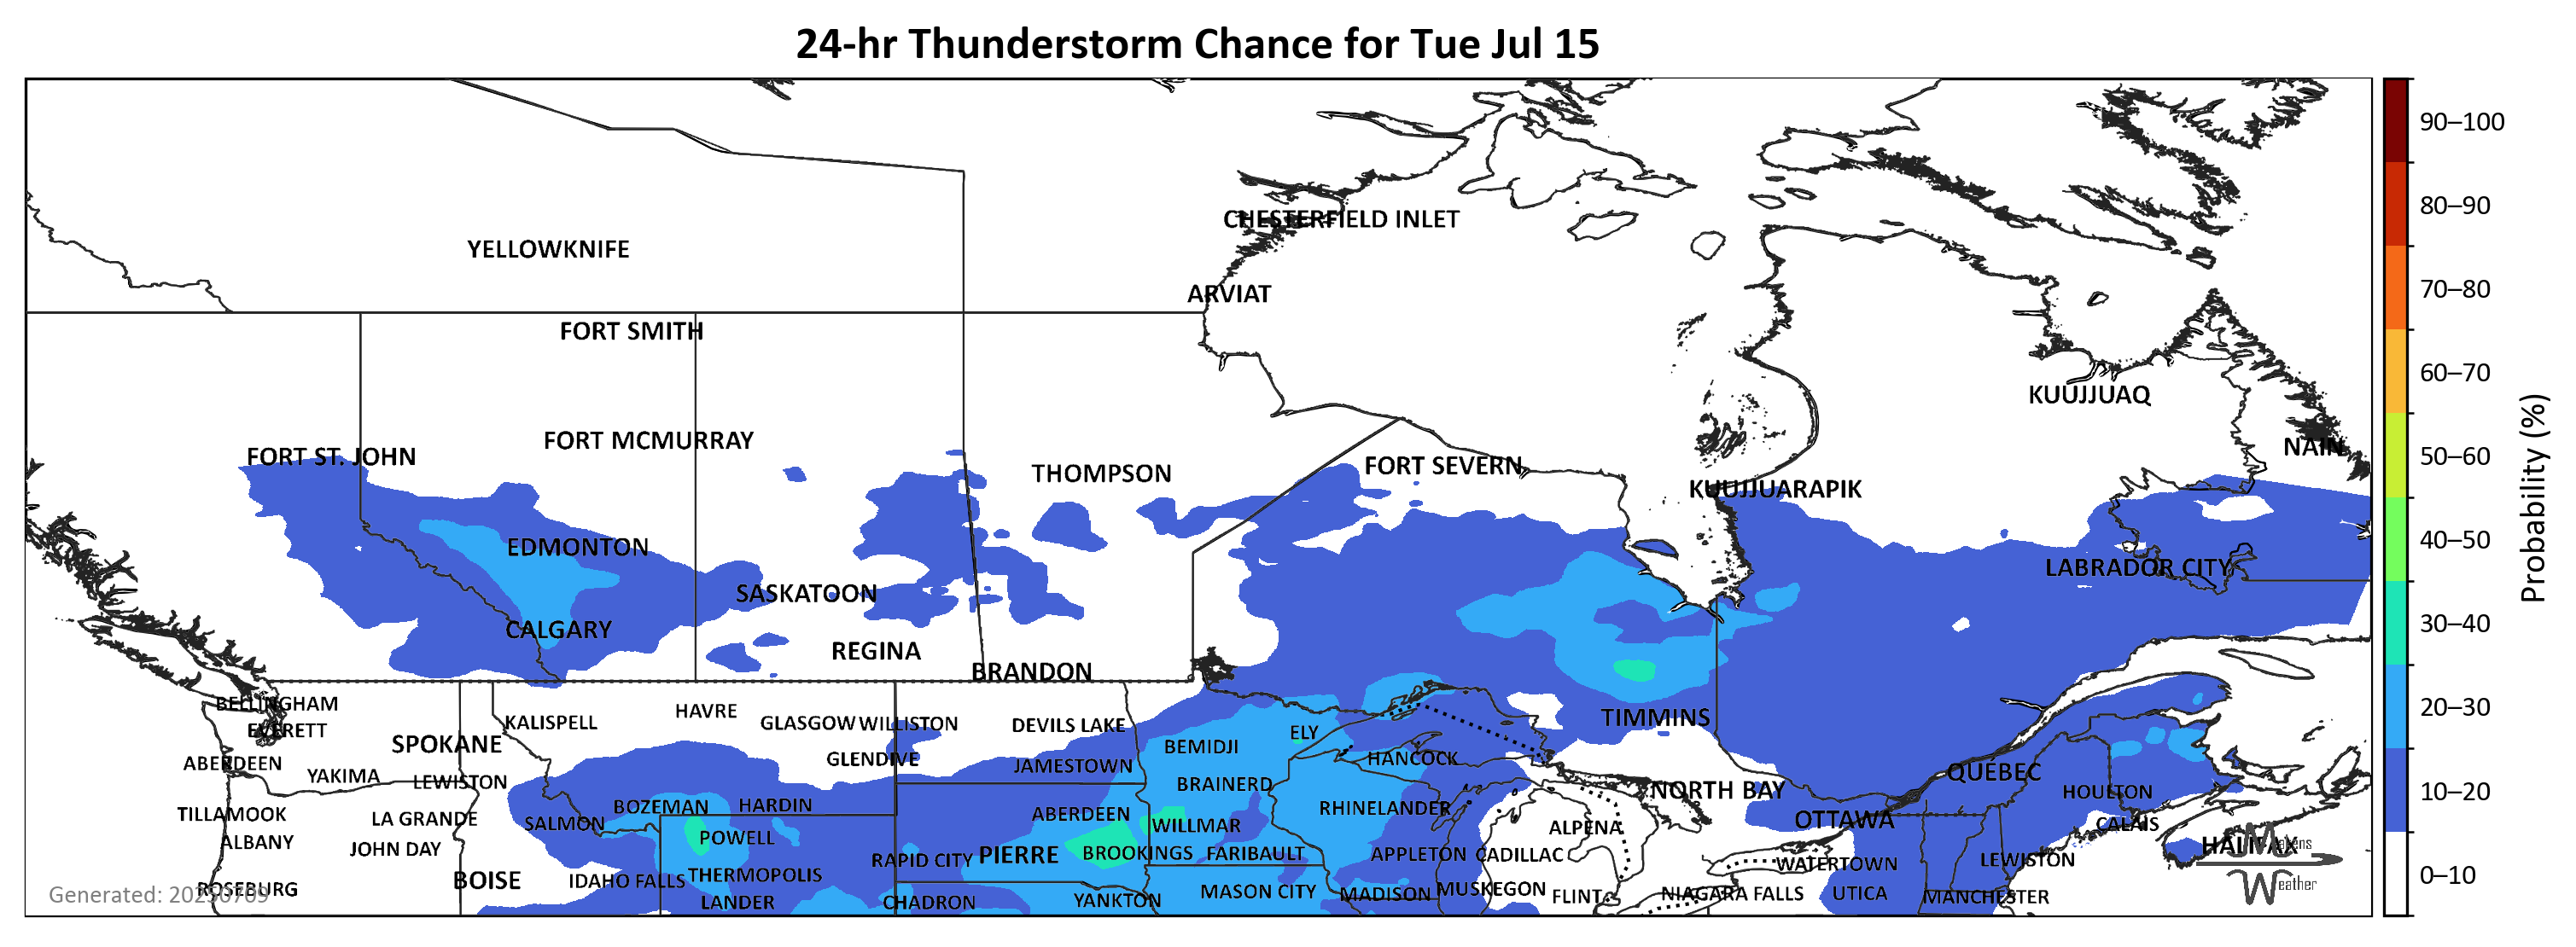 24-hr Thunderstorm Chance for Tue Jul 15
90–100
80–90
CHESTERFIELD INLET
YELLOWKNIFE
70–80
ARVIAT
FORT SMITH
60–70
KUUJJUAQ
50–60
FORT MCMURRAY
NAIN
FORT ST. JOHN
FORT SEVERN
THOMPSON
KUUJJUARAPIK
Probability (%)
40–50
EDMONTON
LABRADOR CITY
SASKATOON
30–40
CALGARY
REGINA
BRANDON
BELLINGHAM
20–30
HAVRE
TIMMINS
KALISPELL
GLASGOW
WILLISTON
DEVILS LAKE
EVERETT
ELY
SPOKANE
BEMIDJI
GLENDIVE
HANCOCK
ABERDEEN
JAMESTOWN
QUÉBEC
YAKIMA
LEWISTON
BRAINERD
NORTH BAY
HOULTON
10–20
BOZEMAN
HARDIN
RHINELANDER
TILLAMOOK
LA GRANDE
ABERDEEN
SALMON
WILLMAR
ALPENA
OTTAWA
CALAIS
POWELL
ALBANY
JOHN DAY
BROOKINGS
FARIBAULT
HALIFAX
Makens
RAPID CITY
PIERRE
APPLETON
CADILLAC
WATERTOWN
LEWISTON
THERMOPOLIS
0–10
BOISE
IDAHO FALLS
Weather
ROSEBURG
MASON CITY
MADISON
MUSKEGON
FLINT
NIAGARA FALLS
UTICA
MANCHESTER
Generated: 20250709
LANDER
CHADRON
YANKTON